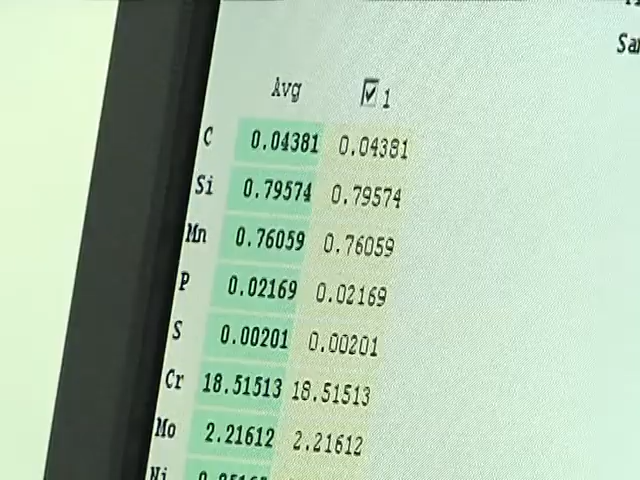 Avg 1
C 0.04381 0.04381
Si 0.79574 0.79574
Mn 0.76059 0.76059
P 0.02169 0.02169
S 0.00201 0.00201
Cr 18.51513 18.51513
Mo 2.21612 2.21612
Ni